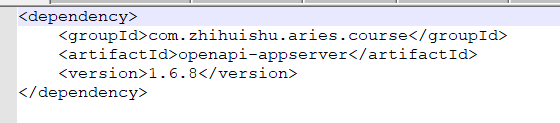 <dependency>
    <groupId>com.zhihuishu.aries.course</groupId>
    <artifactId>openapi-appserver</artifactId>
    <version>1.6.8</version>
</dependency>